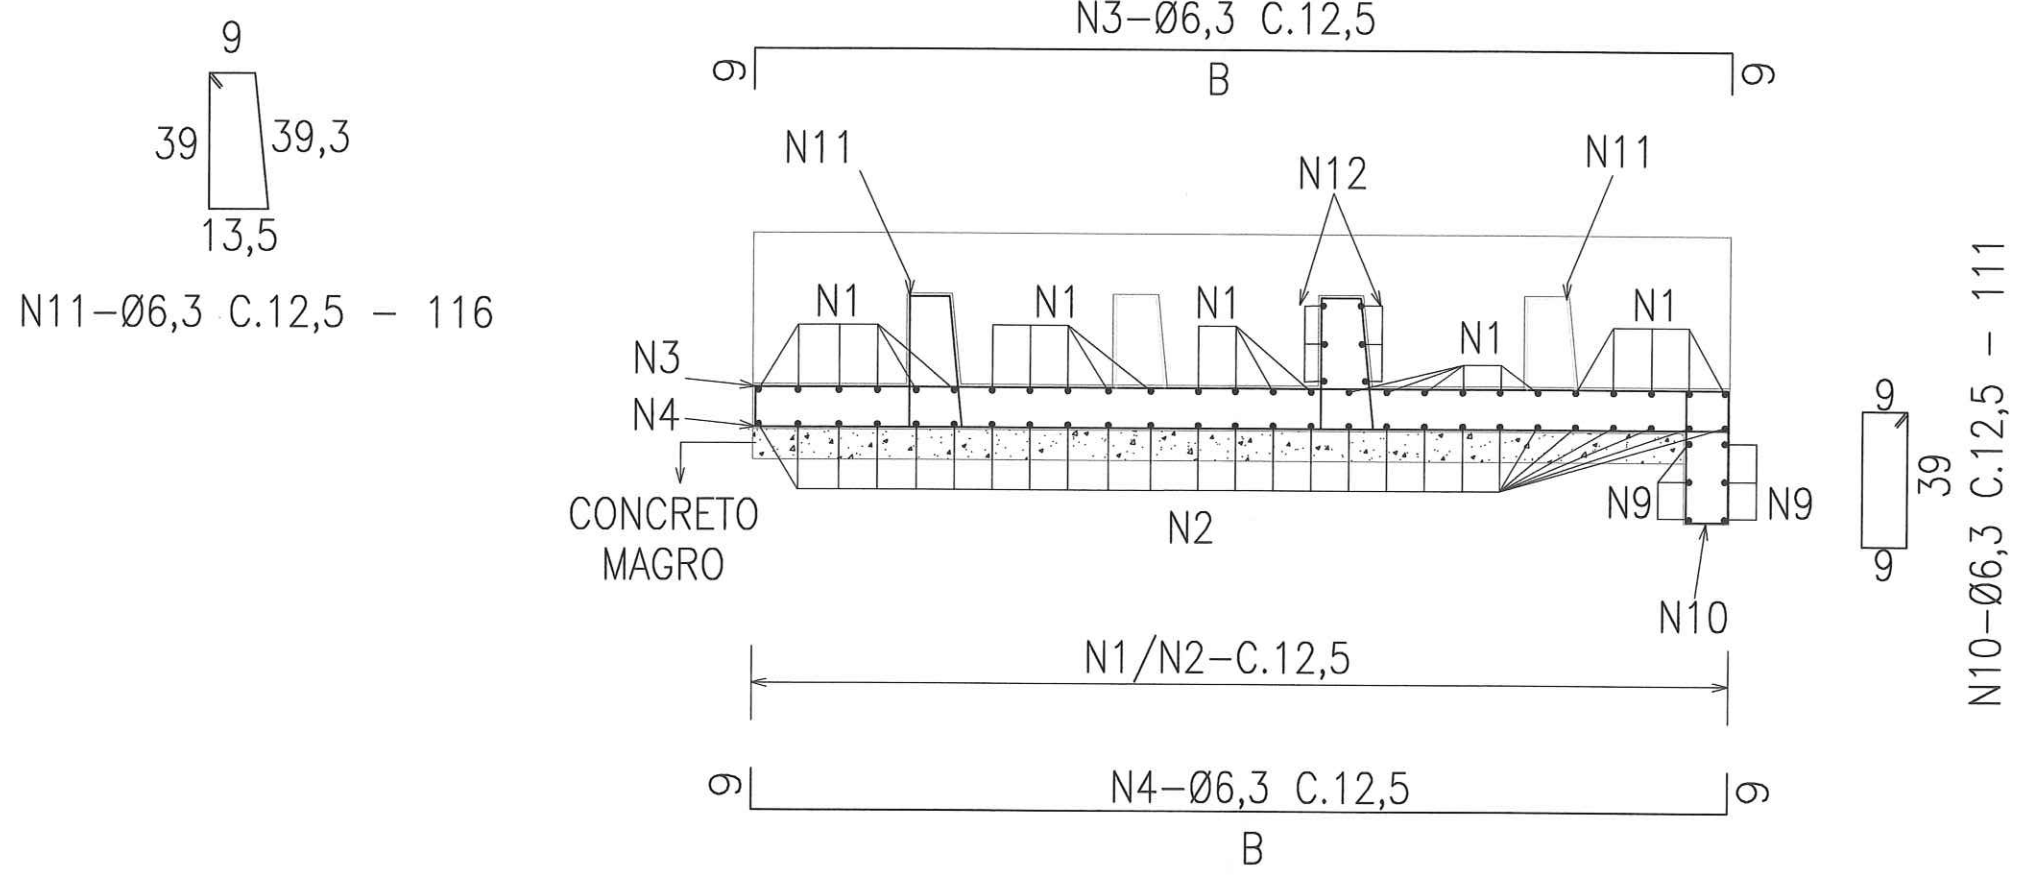 N3-Ø6,3 C.12,5
9
B
9
9
39
39,3
13,5
N11-Ø6,3 C.12,5 - 116
N11
N12
N11
N1
N1
N1
N1
N1
N3
N4
CONCRETO
MAGRO
N2
N9
N9
N10
9
39
9
N10-Ø6,3 C.12,5 - 111
N1/N2-C.12,5
9
N4-Ø6,3 C.12,5
9
B